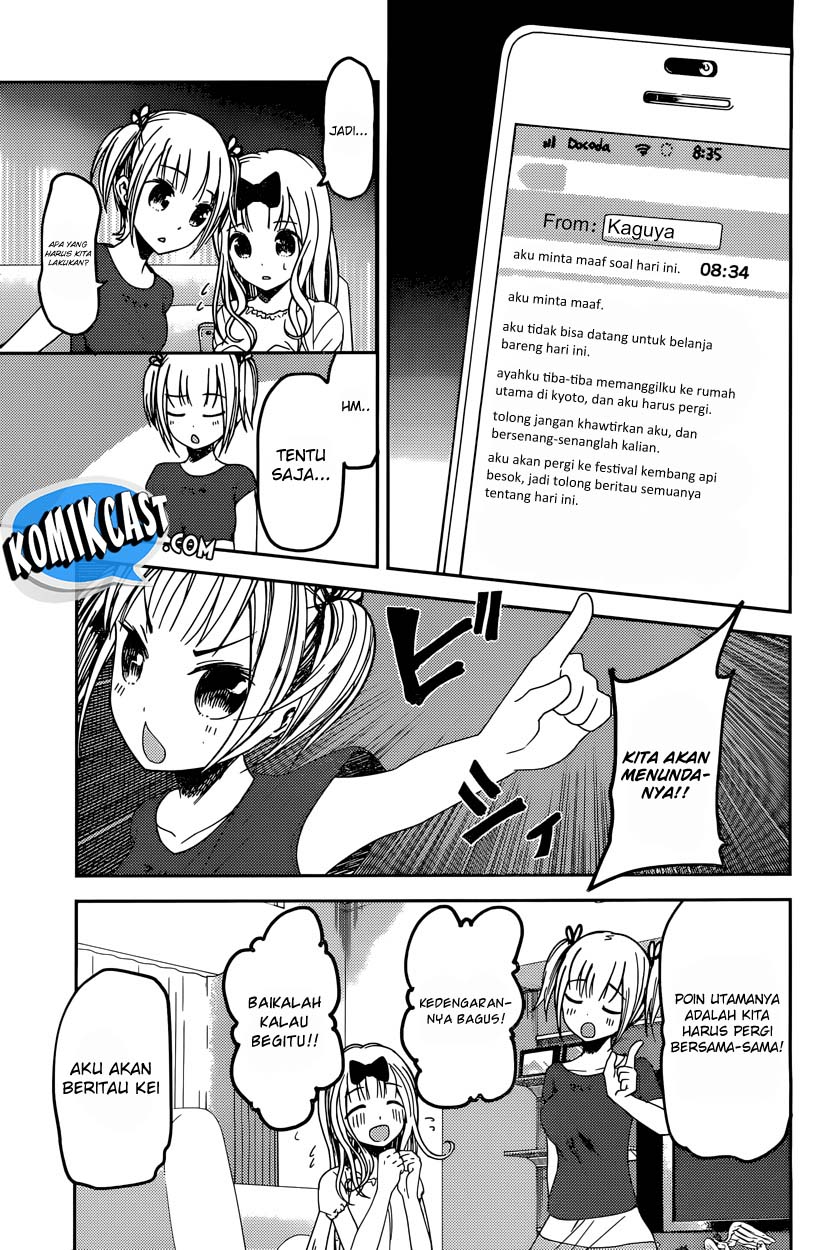 Docoda
8:35
From: Kaguya
aku minta maaf soal hari ini. 08:34
aku minta maaf.
aku tidak bisa datang untuk belanja
bareng hari ini.
ayahku tiba-tiba memanggilku ke rumah
utama di kyoto, dan aku harus pergi.
tolong jangan khawtirkan aku, dan
bersenang-senanglah kalian.
aku akan pergi ke festival kembang api
besok, jadi tolong beritau semuanya
tentang hari ini.
JADI...
APA YANG
HARUS KITA
LAKUKAN?
HM..
TENTU
SAJA...
KOMIKCAST
.COM
ビシィ
KITA AKAN
MENUNDA-
NYA!!
POIN UTAMANYA
ADALAH KITA
HARUS PERGI
BERSAMA-SAMA!
KEDENGARAN-
NYA BAGUS!
BAIKALAH
KALAU
BEGITU!!
AKU AKAN
BERITAU KEI